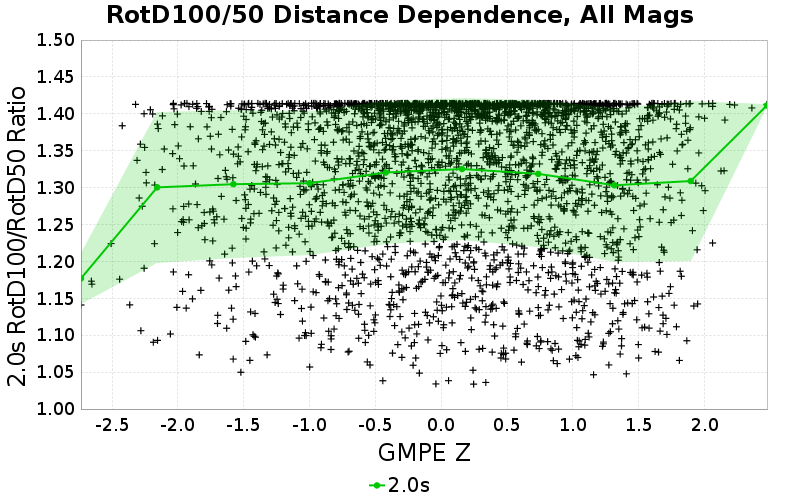 RotD100/50 Distance Dependence, All Mags
2.0s RotD100/RotD50 Ratio
1.50
1.45
1.40
1.35
1.30
1.25
1.20
1.15
1.10
1.05
1.00
-2.5 -2.0 -1.5 -1.0 -0.5 0.0 0.5 1.0 1.5 2.0
GMPE Z
2.0s